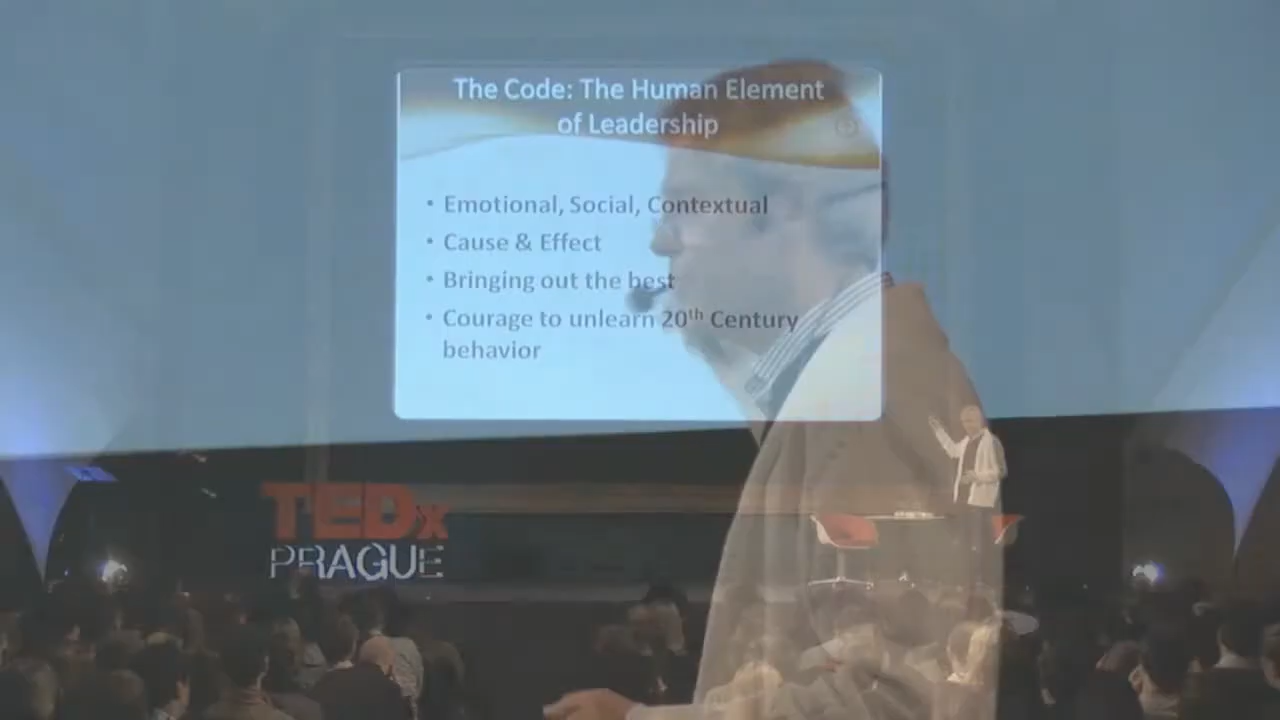 The Code: The Human Element
of Leadership
• Emotional, Social, Contextual
• Cause & Effect
• Bringing out the best
• Courage to unlearn 20th Century
behavior
TEDx
PRAGUE